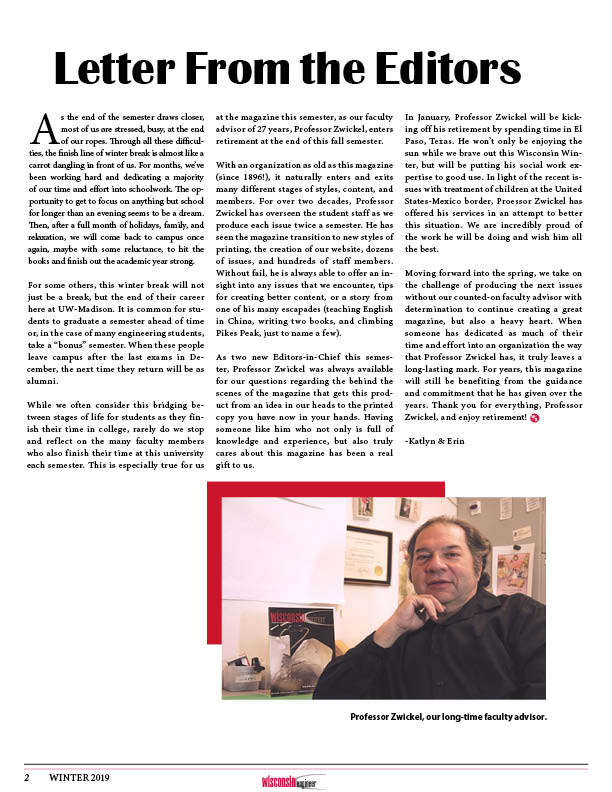 Letter From the Editors
As the end of the semester draws closer,
most of us are stressed, busy, at the end
of our ropes. Through all these difficul-
ties, the finish line of winter break is almost like a
carrot dangling in front of us. For months, we've
been working hard and dedicating a majority
of our time and effort into schoolwork. The op-
portunity to get to focus on anything but school
for longer than an evening seems to be a dream.
Then, after a full month of holidays, family, and
relaxation, we will come back to campus once
again, maybe with some reluctance, to hit the
books and finish out the academic year strong.
For some others, this winter break will not
just be a break, but the end of their career
here at UW-Madison. It is common for stu-
dents to graduate a semester ahead of time
or, in the case of many engineering students,
take a “bonus” semester. When these people
leave campus after the last exams in De-
cember, the next time they return will be as
alumni.
While we often consider this bridging be-
tween stages of life for students as they fin-
ish their time in college, rarely do we stop
and reflect on the many faculty members
who also finish their time at this university
each semester. This is especially true for us
at the magazine this semester, as our faculty
advisor of 27 years, Professor Zwickel, enters
retirement at the end of this fall semester.
With an organization as old as this magazine
(since 1896!), it naturally enters and exits
many different stages of styles, content, and
members. For over two decades, Professor
Zwickel has overseen the student staff as we
produce each issue twice a semester. He has
seen the magazine transition to new styles of
printing, the creation of our website, dozens
of issues, and hundreds of staff members.
Without fail, he is always able to offer an in-
sight into any issues that we encounter, tips
for creating better content, or a story from
one of his many escapades (teaching English
in China, writing two books, and climbing
Pikes Peak, just to name a few).
As two new Editors-in-Chief this semes-
ter, Professor Zwickel was always available
for our questions regarding the behind the
scenes of the magazine that gets this prod-
uct from an idea in our heads to the printed
copy you have now in your hands. Having
someone like him who not only is full of
knowledge and experience, but also truly
cares about this magazine has been a real
gift to us.
In January, Professor Zwickel will be kick-
ing off his retirement by spending time in El
Paso, Texas. He won't only be enjoying the
sun while we brave out this Wisconsin Win-
ter, but will be putting his social work ex-
pertise to good use. In light of the recent is-
sues with treatment of children at the United
States-Mexico border, Proessor Zwickel has
offered his services in an attempt to better
this situation. We are incredibly proud of
the work he will be doing and wish him all
the best.
Moving forward into the spring, we take on
the challenge of producing the next issues
without our counted-on faculty advisor with
determination to continue creating a great
magazine, but also a heavy heart. When
someone has dedicated as much of their
time and effort into an organization the way
that Professor Zwickel has, it truly leaves a
long-lasting mark. For years, this magazine
will still be benefiting from the guidance
and commitment that he has given over the
years. Thank you for everything, Professor
Zwickel, and enjoy retirement!
-Katlyn & Erin
WISCONSIN
Professor Zwickel, our long-time faculty advisor.
2 WINTER 2019
wisconsin engineer